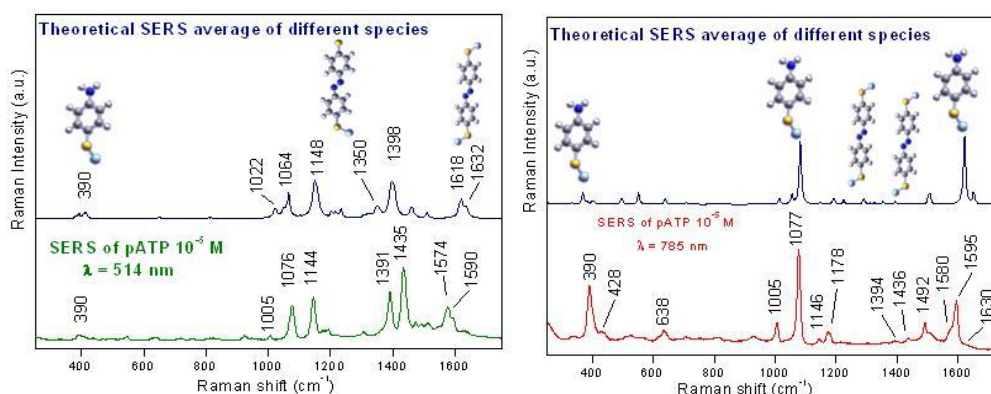 Theoretical SERS average of different species
390
1022
1064
1148
1350
1398
1618
1632
SERS of pATP 10⁻⁵ M
λ = 514 nm
390
1005
1076
1144
1391
1435
1574
1590
400 600 800 1000 1200 1400 1600
Raman shift (cm⁻¹)
Raman Intensity (a.u.)
Theoretical SERS average of different species
SERS of pATP 10⁻⁵ M
λ = 785 nm
390
428
638
1005
1077
1146
1178
1394
1436
1492
1580
1595
1630
400 600 800 1000 1200 1400 1600
Raman shift (cm⁻¹)
Raman Intensity (a.u.)